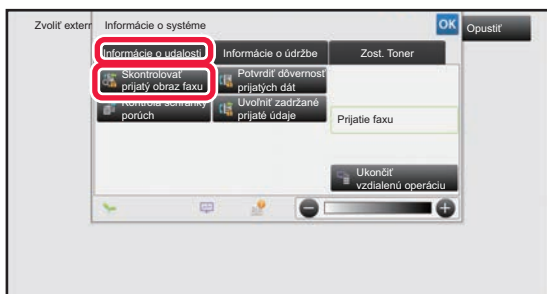 Zvoliť extern
Informácie o systéme
OK
Opustiť
Informácie o udalosti
Informácie o údržbe
Zost. Toner
Skontrolovať
prijatý obraz faxu
Potvrdiť dôvernosť
prijatých dát
Kontrola schránky
porúch
Uvoľniť zadržané
prijaté údaje
Prijatie faxu
Ukončiť
vzdialenú operáciu